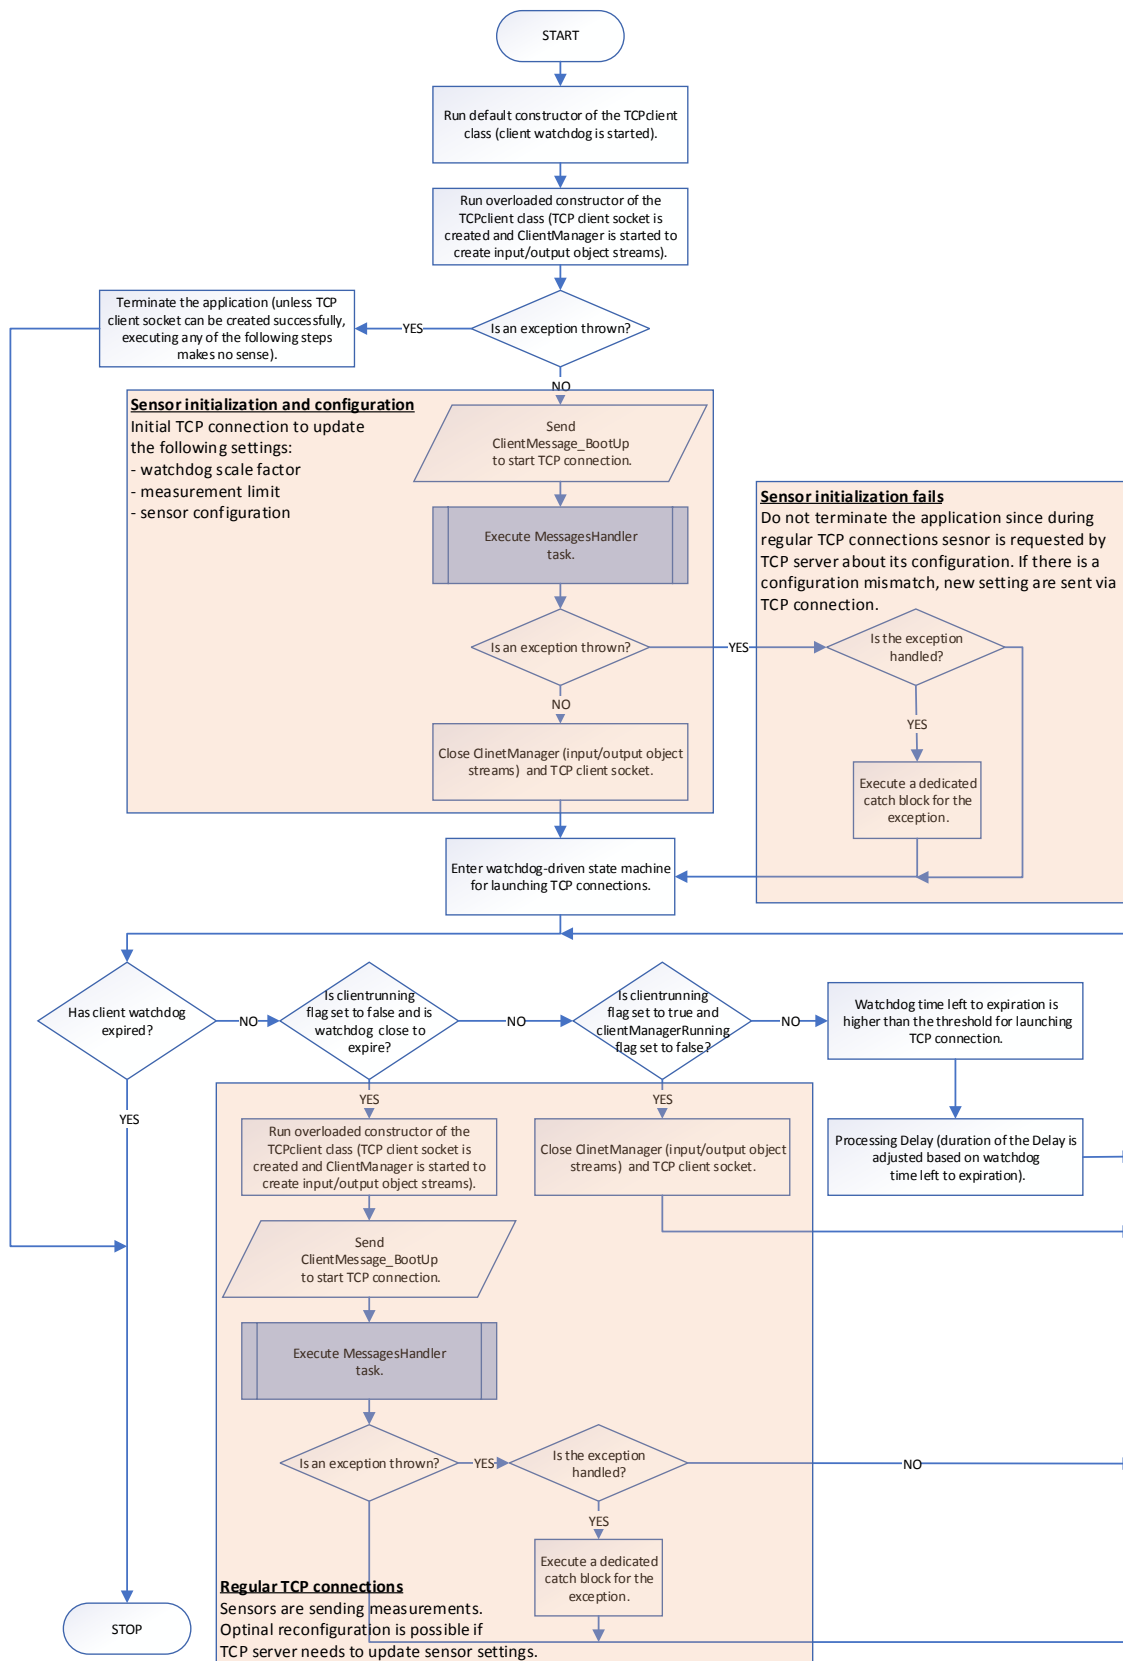 START
Run default constructor of the TCPclient
class (client watchdog is started).
Run overloaded constructor of the
TCPclient class (TCP client socket is
created and ClientManager is started to
create input/output object streams).
Is an exception thrown?
YES
Terminate the application (unless TCP
client socket can be created successfully,
executing any of the following steps
makes no sense).
NO
Sensor initialization and configuration
Initial TCP connection to update
the following settings:
- watchdog scale factor
- measurement limit
- sensor configuration
Send
ClientMessage_BootUp
to start TCP connection.
Execute MessagesHandler
task.
Is an exception thrown?
YES
NO
Close ClinetManager (input/output object
streams) and TCP client socket.
Sensor initialization fails
Do not terminate the application since during
regular TCP connections sesnor is requested by
TCP server about its configuration. If there is a
configuration mismatch, new setting are sent via
TCP connection.
Is the exception
handled?
YES
Execute a dedicated
catch block for the
exception.
Enter watchdog-driven state machine
for launching TCP connections.
Has client watchdog
expired?
NO
Is clientrunning
flag set to false and is
watchdog close to
expire?
NO
Is clientrunning
flag set to true and
clientManagerRunning
flag set to false?
NO
Watchdog time left to expiration is
higher than the threshold for launching
TCP connection.
YES
YES
YES
Run overloaded constructor of the
TCPclient class (TCP client socket is
created and ClientManager is started to
create input/output object streams).
Close ClinetManager (input/output object
streams) and TCP client socket.
Processing Delay (duration of the Delay is
adjusted based on watchdog
time left to expiration).
Send
ClientMessage_BootUp
to start TCP connection.
Execute MessagesHandler
task.
Is an exception thrown?
YES
Is the exception
handled?
NO
YES
Execute a dedicated
catch block for the
exception.
Regular TCP connections
Sensors are sending measurements.
Optinal reconfiguration is possible if
TCP server needs to update sensor settings.
STOP